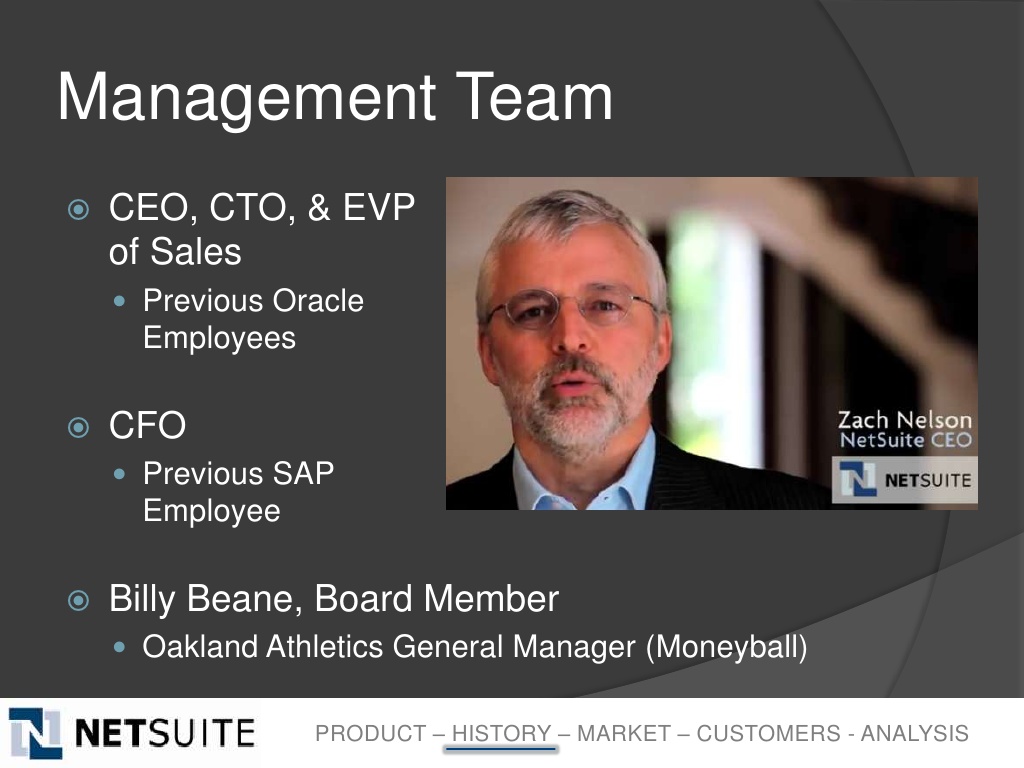 Management Team
CEO, CTO, & EVP
of Sales
Previous Oracle
Employees
CFO
Previous SAP
Employee
Billy Beane, Board Member
Oakland Athletics General Manager (Moneyball)
Zach Nelson
NetSuite CEO
NETSUITE
NETSUITE
PRODUCT – HISTORY – MARKET – CUSTOMERS - ANALYSIS